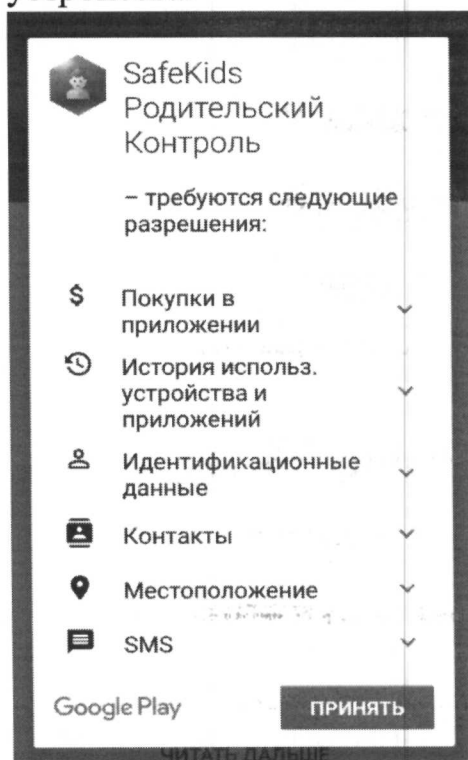 SafeKids
Родительский
Контроль
– требуются следующие
разрешения:
$ Покупки в
приложении
История использ.
устройства и
приложений
Идентификационные
данные
Контакты
Местоположение
SMS
Google Play
ПРИНЯТЬ
ЧИТАТЬ ДАЛЬШЕ